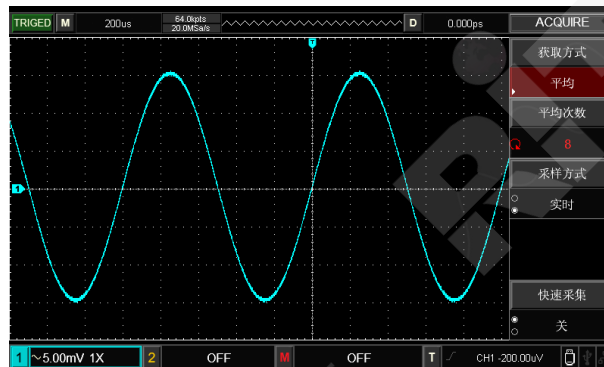 TRIGED M 200us 64.0kpts D 0.000ps ACQUIRE
20.0MSa/s
T
获取方式
平均
平均次数
8
采样方式
1
实时
快速采集
关
1 ~5.00mV 1X 2 OFF M OFF T CH1 -200.00uV